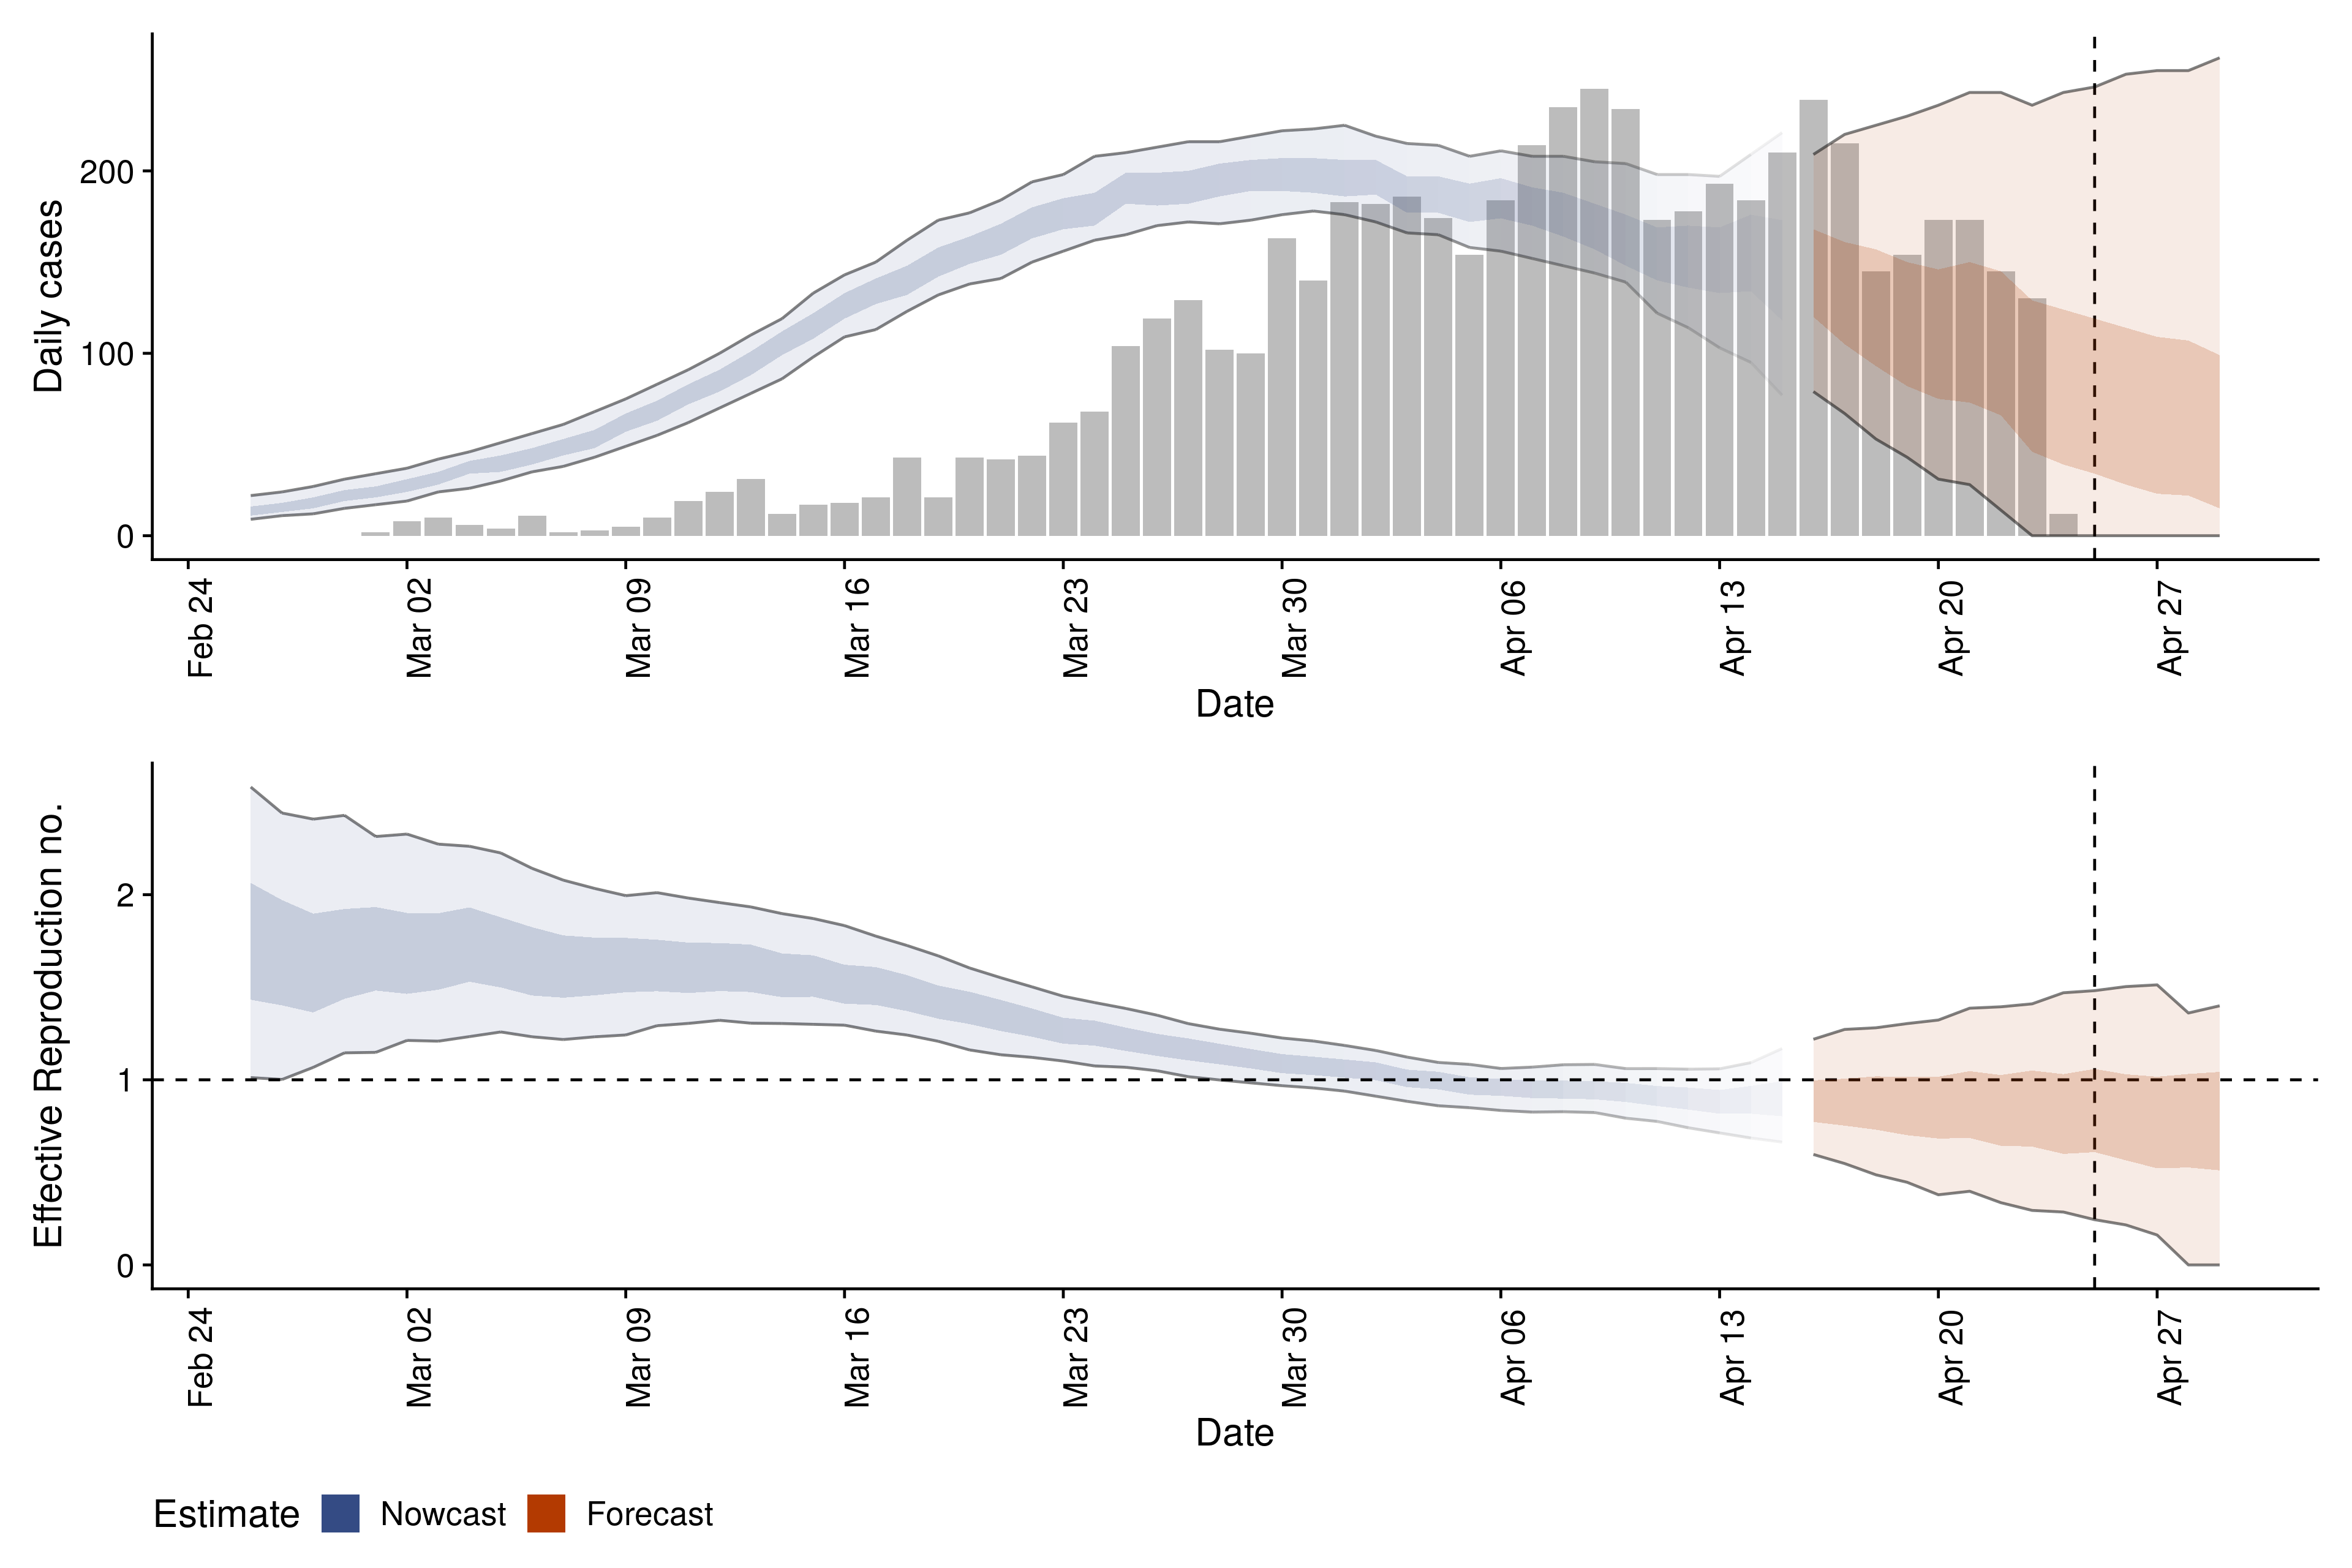 Daily cases
200
100
0
Feb 24
Mar 02
Mar 09
Mar 16
Mar 23
Mar 30
Apr 06
Apr 13
Apr 20
Apr 27
Date
Effective Reproduction no.
2
1
0
Feb 24
Mar 02
Mar 09
Mar 16
Mar 23
Mar 30
Apr 06
Apr 13
Apr 20
Apr 27
Date
Estimate Nowcast Forecast